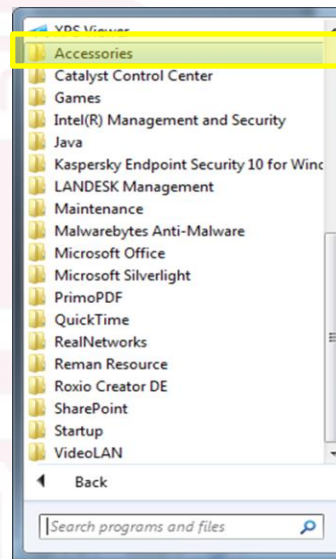 XPS Viewer
Accessories
Catalyst Control Center
Games
Intel(R) Management and Security
Java
Kaspersky Endpoint Security 10 for Winc
LANDESK Management
Maintenance
Malwarebytes Anti-Malware
Microsoft Office
Microsoft Silverlight
PrimoPDF
QuickTime
RealNetworks
Reman Resource
Roxio Creator DE
SharePoint
Startup
VideoLAN
Back
Search programs and files